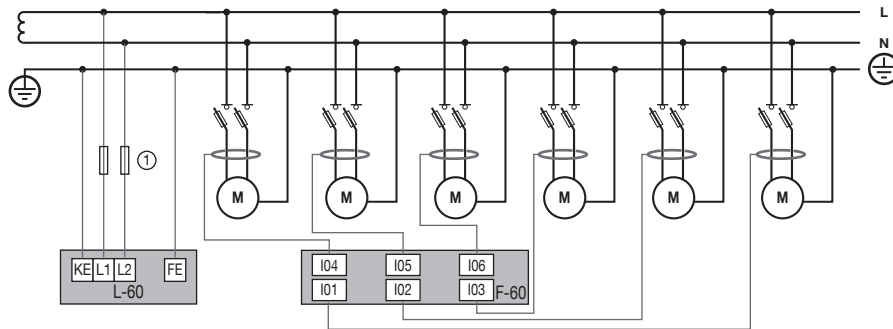 L
N
①
M M M M M M
KE L1 L2 FE
L-60
I04 I05 I06
I01 I02 I03 F-60